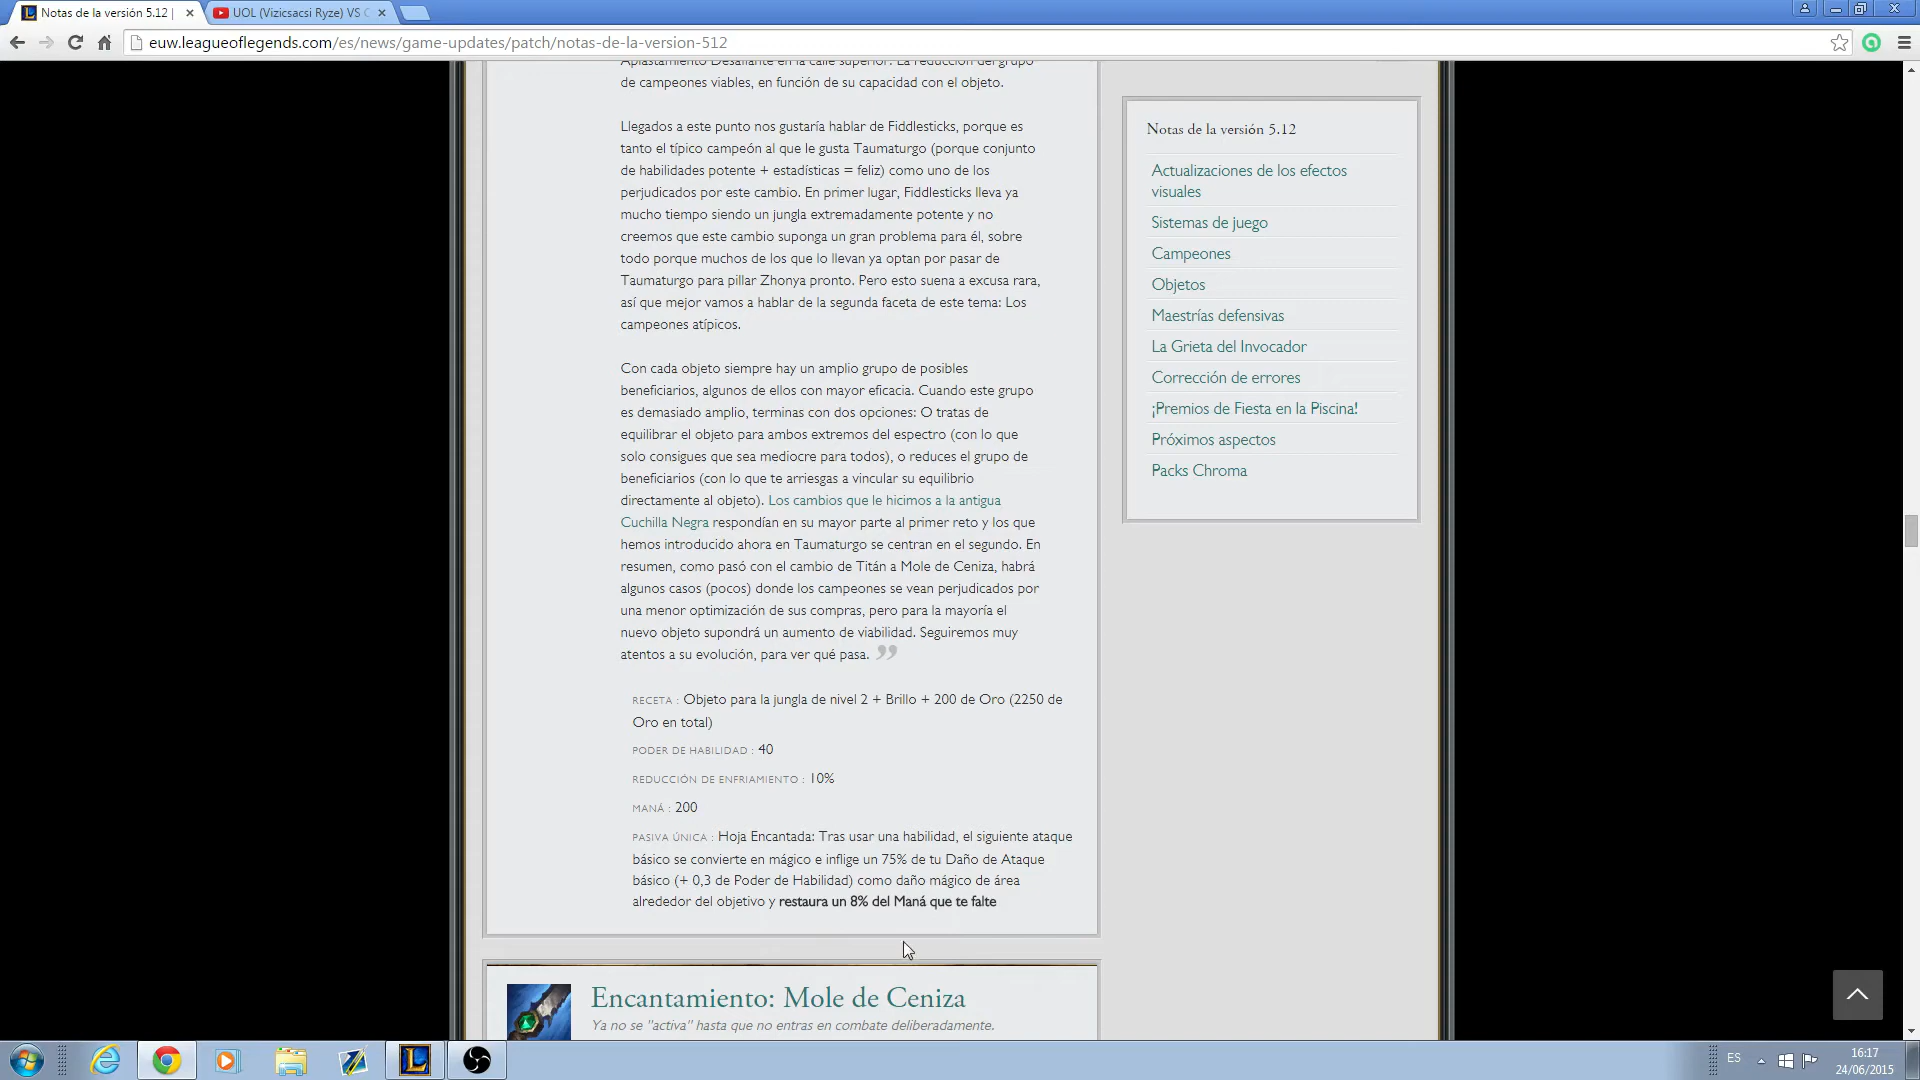 Notas de la versión 5.12 |
UOL (Vizicsacsi Ryze) VS
euw.leagueoflegends.com/es/news/game-updates/patch/notas-de-la-version-512
Aplastamiento Desafiante en la calle superior. La reducción del grupo
de campeones viables, en función de su capacidad con el objeto.
Llegados a este punto nos gustaría hablar de Fiddlesticks, porque es
tanto el típico campeón al que le gusta Taumaturgo (porque conjunto
de habilidades potente + estadísticas = feliz) como uno de los
perjudicados por este cambio. En primer lugar, Fiddlesticks lleva ya
mucho tiempo siendo un jungla extremadamente potente y no
creemos que este cambio suponga un gran problema para él, sobre
todo porque muchos de los que lo llevan ya optan por pasar de
Taumaturgo para pillar Zhonya pronto. Pero esto suena a excusa rara,
así que mejor vamos a hablar de la segunda faceta de este tema: Los
campeones atípicos.
Con cada objeto siempre hay un amplio grupo de posibles
beneficiarios, algunos de ellos con mayor eficacia. Cuando este grupo
es demasiado amplio, terminas con dos opciones: O tratas de
equilibrar el objeto para ambos extremos del espectro (con lo que
solo consigues que sea mediocre para todos), o reduces el grupo de
beneficiarios (con lo que te arriesgas a vincular su equilibrio
directamente al objeto). Los cambios que le hicimos a la antigua
Cuchilla Negra respondían en su mayor parte al primer reto y los que
hemos introducido ahora en Taumaturgo se centran en el segundo. En
resumen, como pasó con el cambio de Titán a Mole de Ceniza, habrá
algunos casos (pocos) donde los campeones se vean perjudicados por
una menor optimización de sus compras, pero para la mayoría el
nuevo objeto supondrá un aumento de viabilidad. Seguiremos muy
atentos a su evolución, para ver qué pasa. ”
RECETA : Objeto para la jungla de nivel 2 + Brillo + 200 de Oro (2250 de
Oro en total)
PODER DE HABILIDAD : 40
REDUCCIÓN DE ENFRIAMIENTO : 10%
MANÁ : 200
PASIVA ÚNICA : Hoja Encantada: Tras usar una habilidad, el siguiente ataque
básico se convierte en mágico e inflige un 75% de tu Daño de Ataque
básico (+ 0,3 de Poder de Habilidad) como daño mágico de área
alrededor del objetivo y restaura un 8% del Maná que te falte
Encantamiento: Mole de Ceniza
Ya no se "activa" hasta que no entras en combate deliberadamente.
Notas de la versión 5.12
Actualizaciones de los efectos
visuales
Sistemas de juego
Campeones
Objetos
Maestrías defensivas
La Grieta del Invocador
Corrección de errores
¡Premios de Fiesta en la Piscina!
Próximos aspectos
Packs Chroma
ES
16:17
24/06/2015